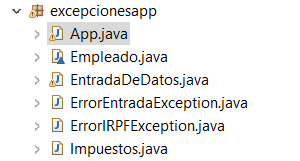 excepcionesapp
App.java
Empleado.java
EntradaDeDatos.java
ErrorEntradaException.java
ErrorIRPFException.java
Impuestos.java